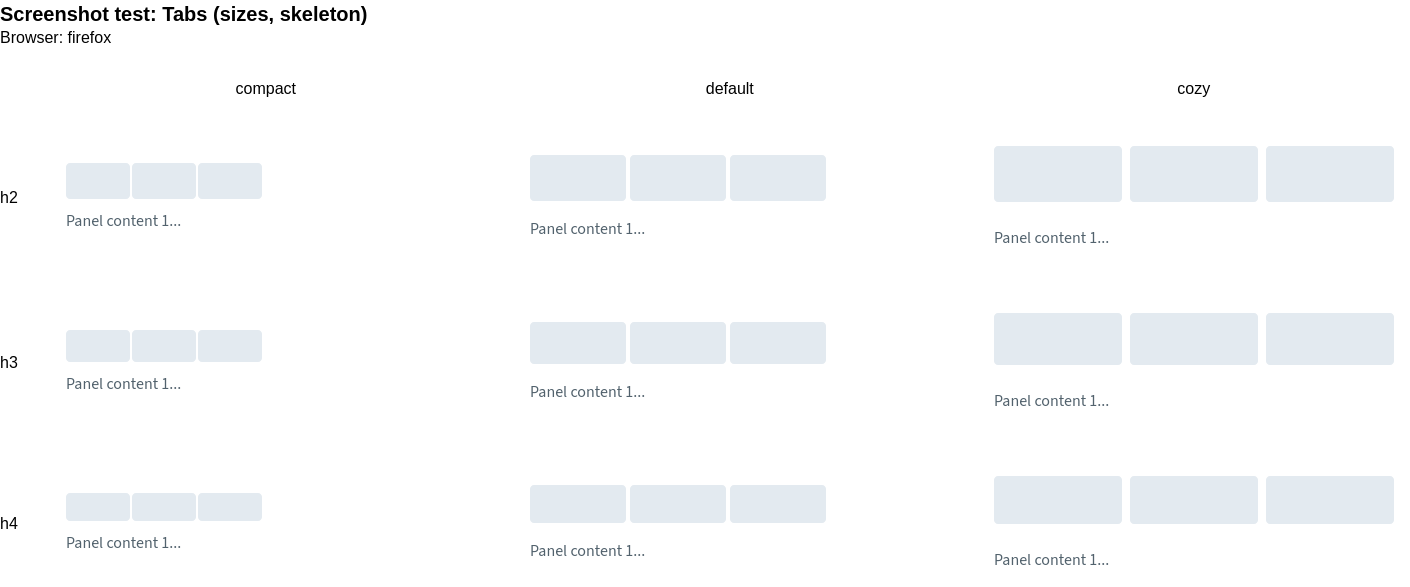 Screenshot test: Tabs (sizes, skeleton)
Browser: firefox
compact default cozy
h2
Panel content 1... Panel content 1... Panel content 1...
h3
Panel content 1... Panel content 1... Panel content 1...
h4
Panel content 1... Panel content 1... Panel content 1...